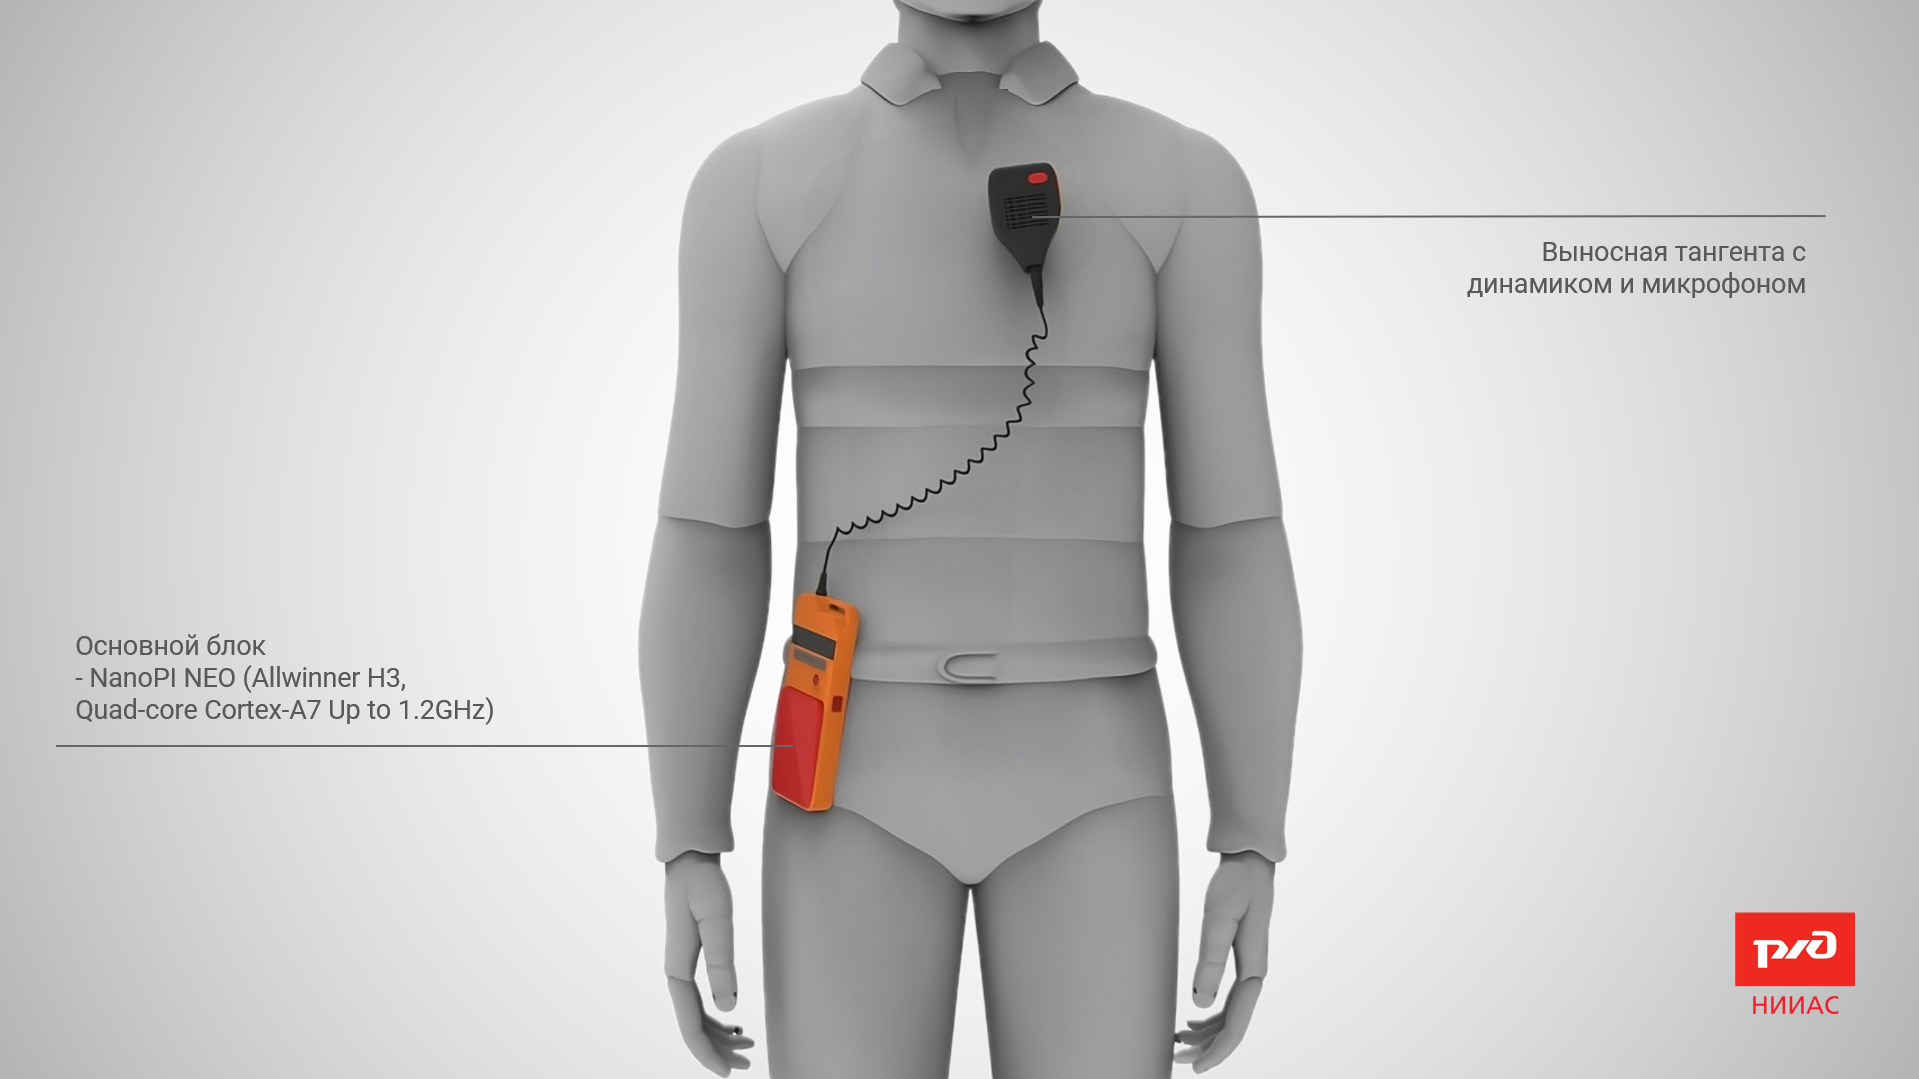 Выносная тангента с
динамиком и микрофоном
Основной блок
- NanoPI NEO (Allwinner H3,
Quad-core Cortex-A7 Up to 1.2GHz)
ржд
НИИАС